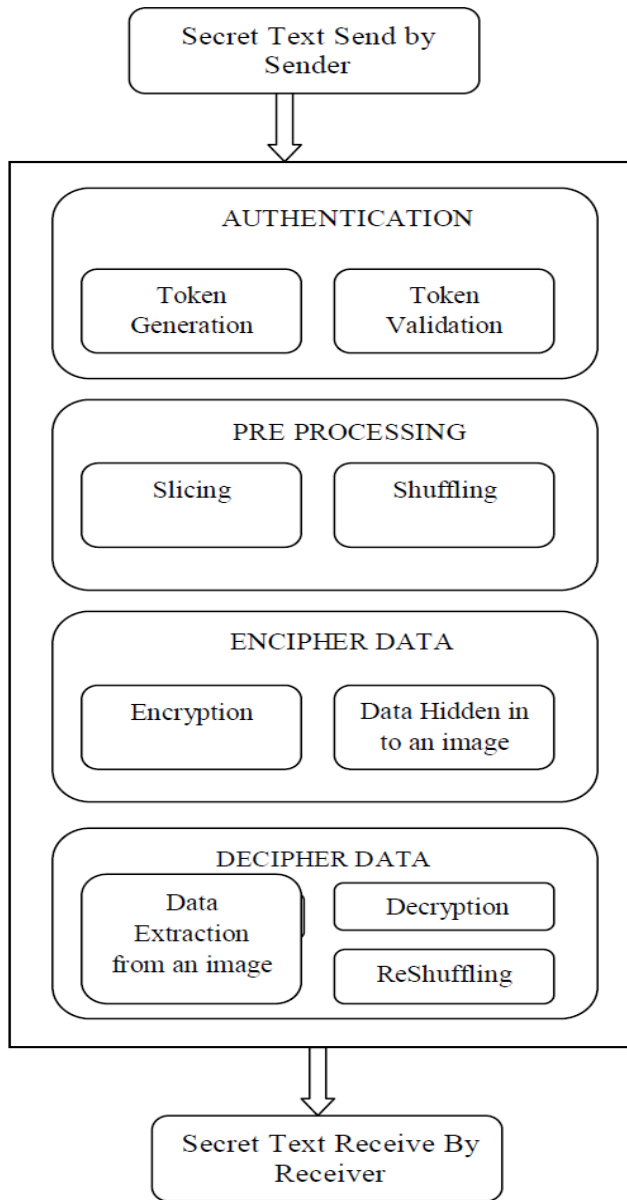 Secret Text Send by
Sender
AUTHENTICATION
Token
Generation
Token
Validation
PRE PROCESSING
Slicing
Shuffling
ENCIPHER DATA
Encryption
Data Hidden in
to an image
DECIPHER DATA
Data
Extraction
from an image
Decryption
ReShuffling
Secret Text Receive By
Receiver